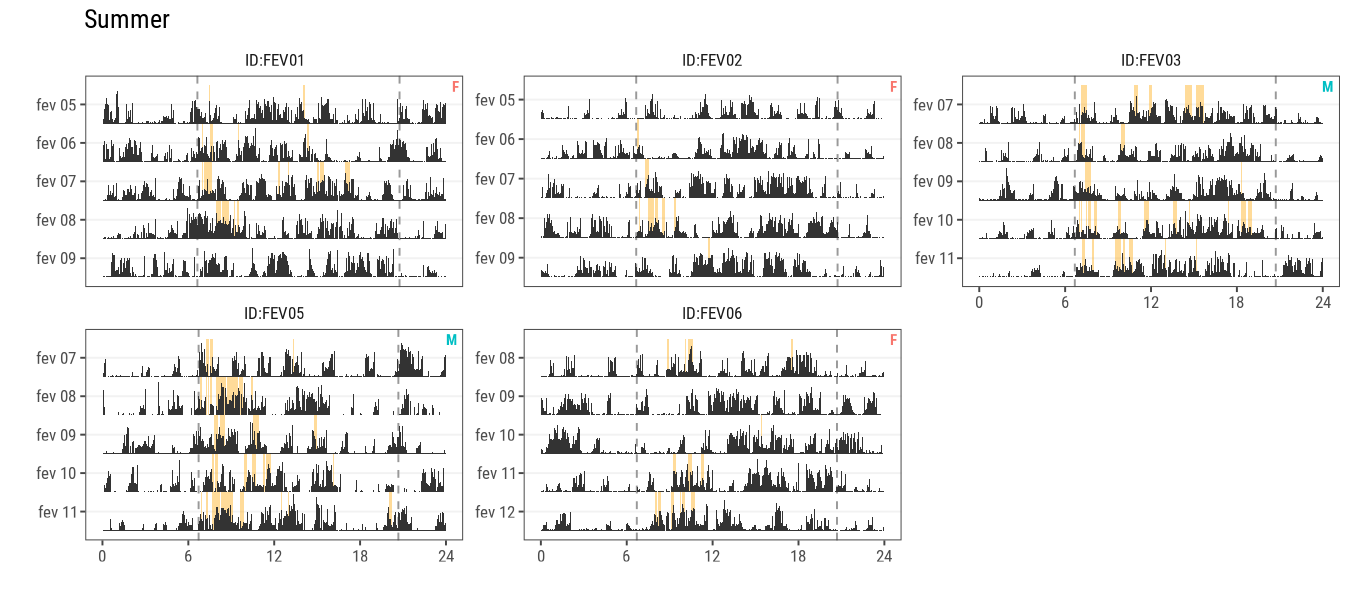 Summer
ID:FEV01
F
fev 05
fev 06
fev 07
fev 08
fev 09
ID:FEV02
F
fev 05
fev 06
fev 07
fev 08
fev 09
ID:FEV03
M
fev 07
fev 08
fev 09
fev 10
fev 11
0 6 12 18 24
ID:FEV05
M
fev 07
fev 08
fev 09
fev 10
fev 11
0 6 12 18 24
ID:FEV06
F
fev 08
fev 09
fev 10
fev 11
fev 12
0 6 12 18 24